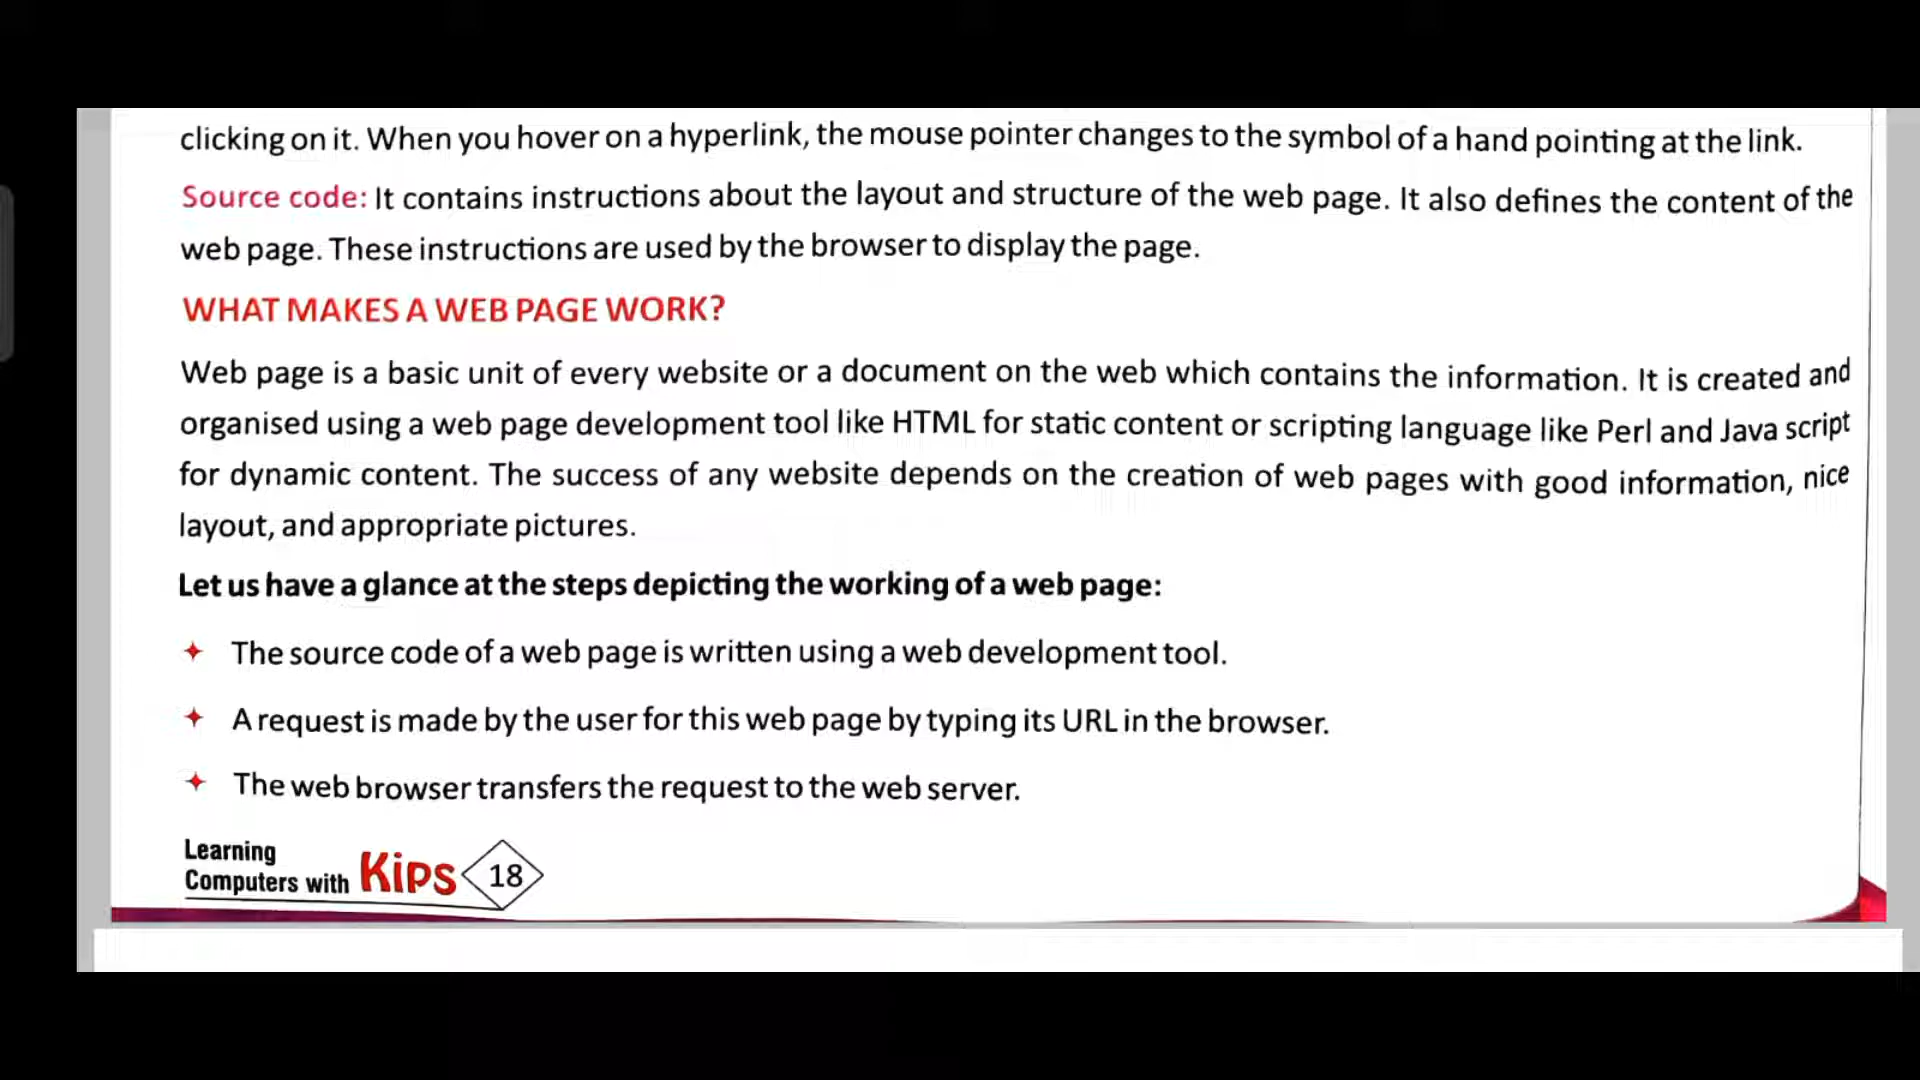 clicking on it. When you hover on a hyperlink, the mouse pointer changes to the symbol of a hand pointing at the link.
Source code: It contains instructions about the layout and structure of the web page. It also defines the content of the
web page. These instructions are used by the browser to display the page.
WHAT MAKES A WEB PAGE WORK?
Web page is a basic unit of every website or a document on the web which contains the information. It is created and
organised using a web page development tool like HTML for static content or scripting language like Perl and Java script
for dynamic content. The success of any website depends on the creation of web pages with good information, nice
layout, and appropriate pictures.
Let us have a glance at the steps depicting the working of a web page:
The source code of a web page is written using a web development tool.
A request is made by the user for this web page by typing its URL in the browser.
The web browser transfers the request to the web server.
Learning
Computers with Kips 18